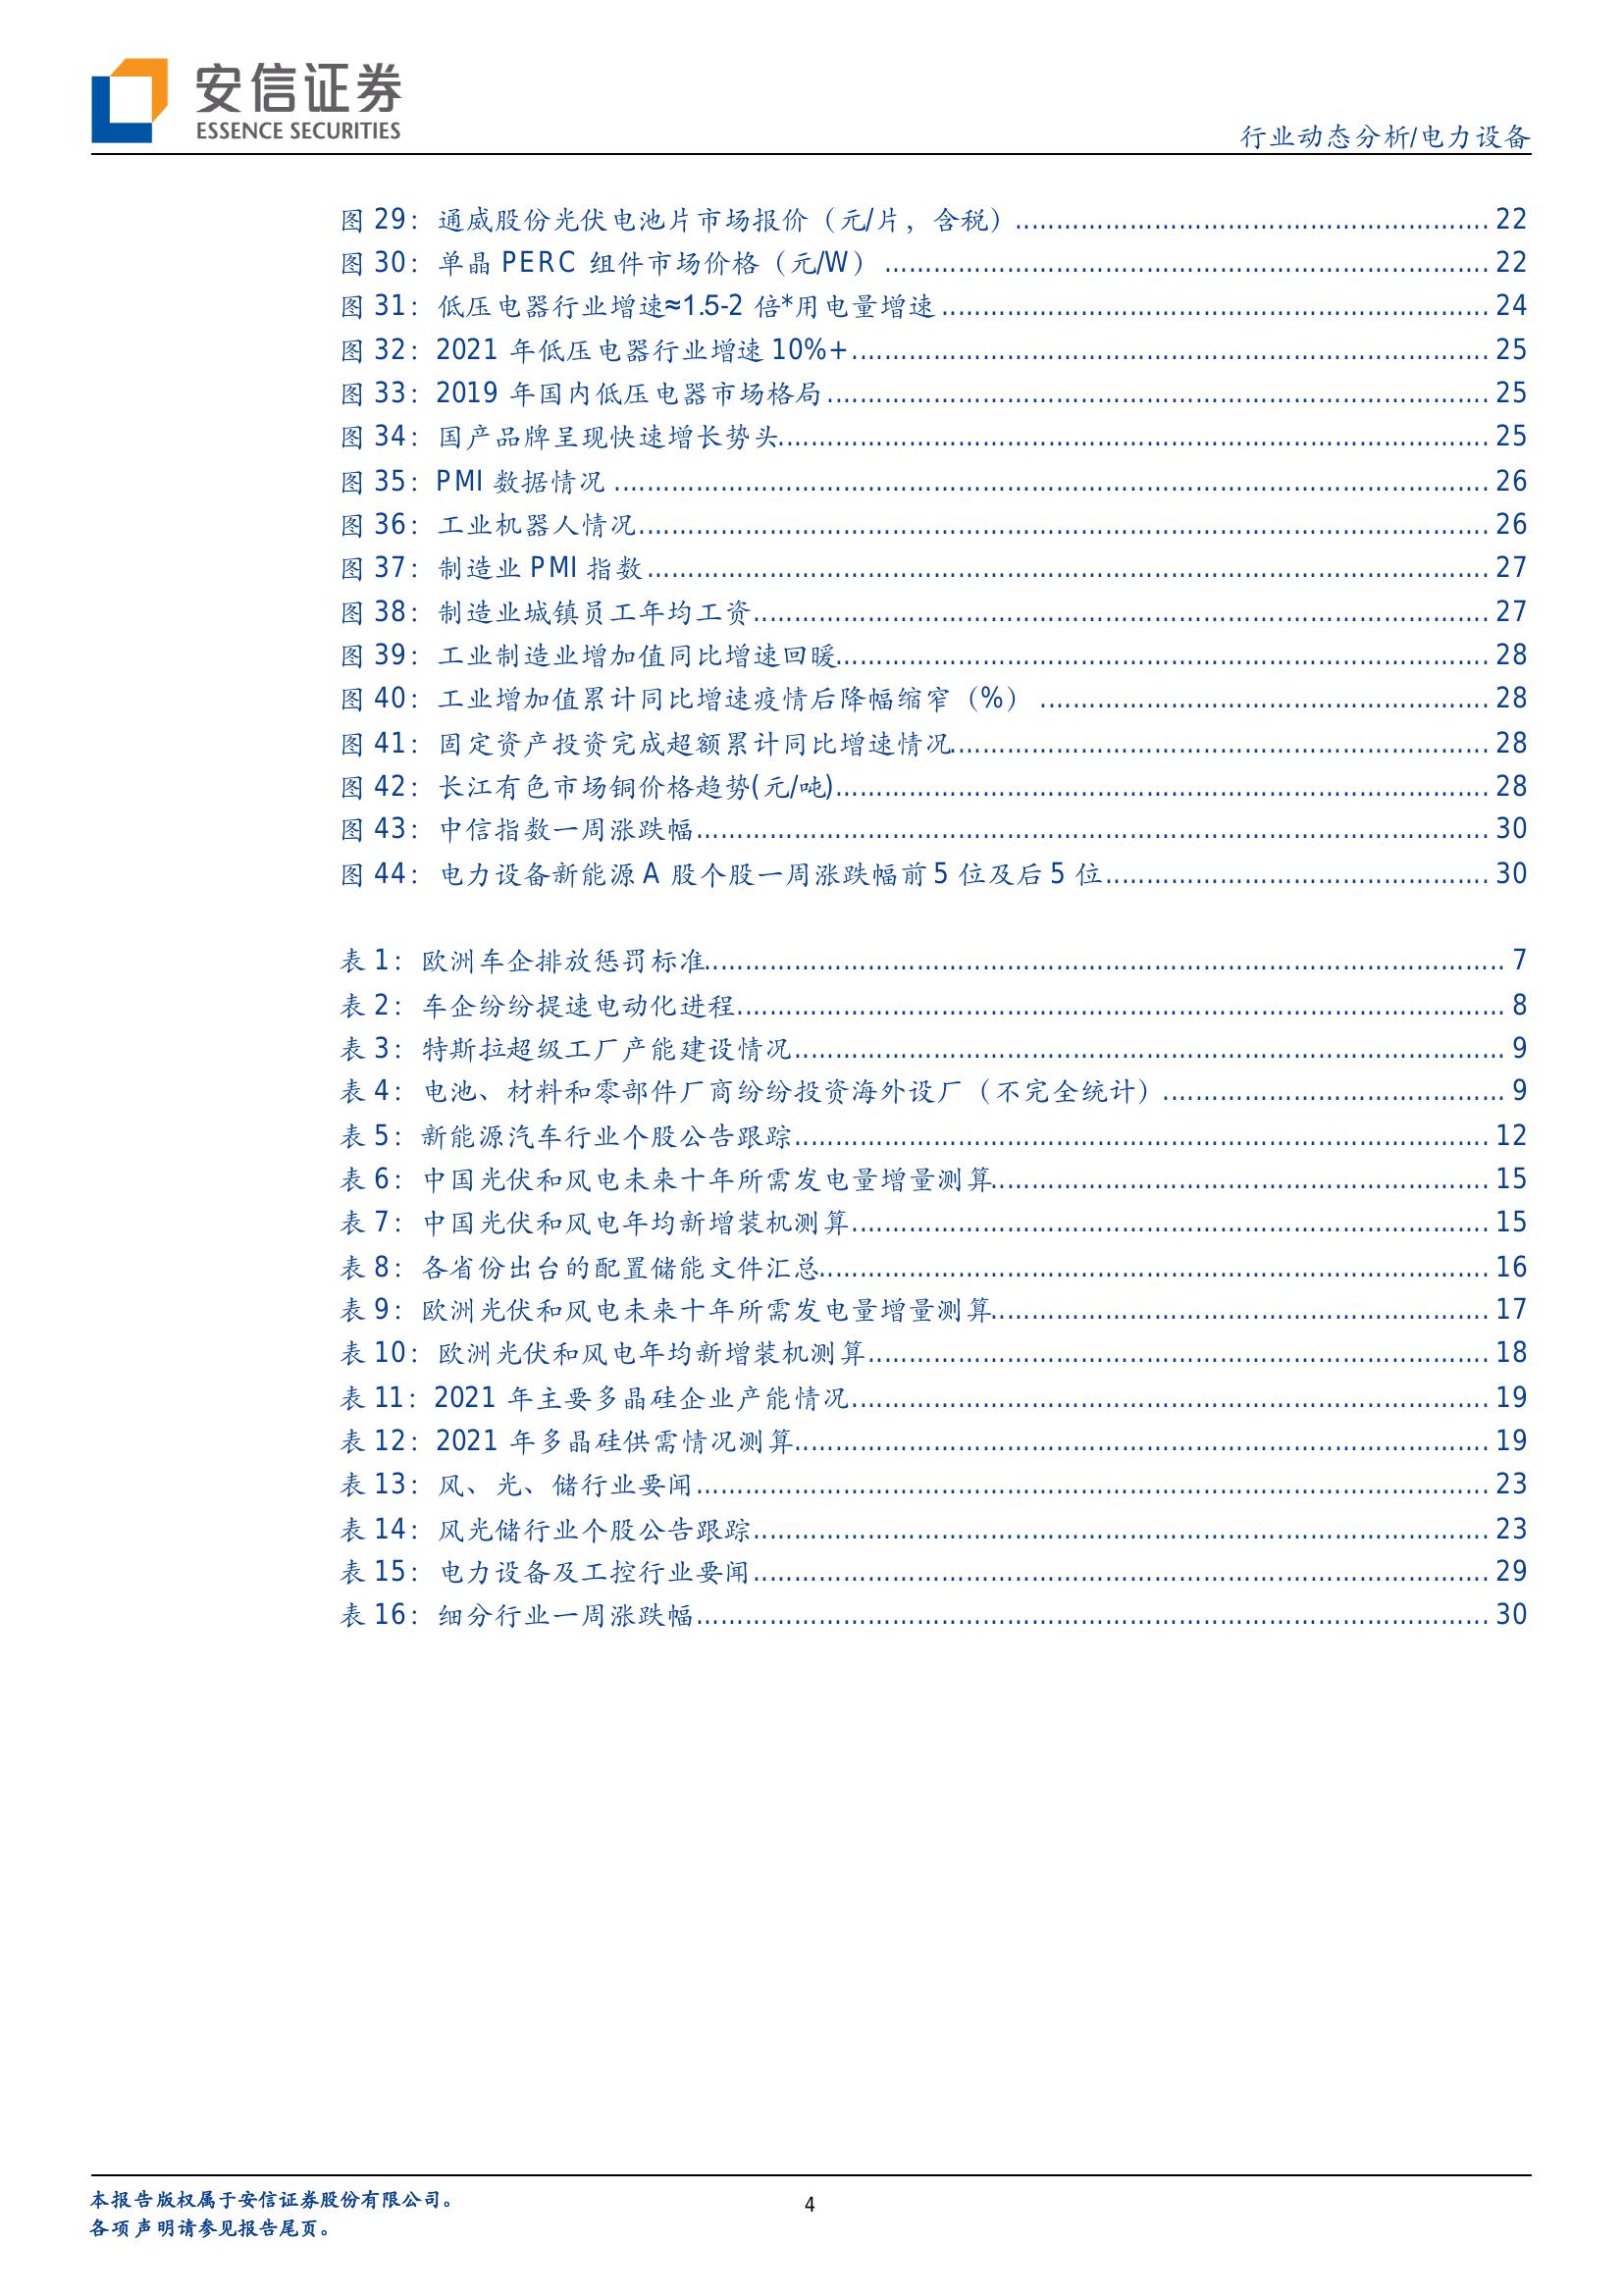 安信证券
ESSENCE SECURITIES
行业动态分析/电力设备
图 29：通威股份光伏电池片市场报价（元/片，含税）........................................ 22
图 30：单晶 PERC 组件市场价格（元/W）........................................ 22
图 31：低压电器行业增速≈1.5-2 倍*用电量增速........................................ 24
图 32：2021 年低压电器行业增速 10%+........................................ 25
图 33：2019 年国内低压电器市场格局........................................ 25
图 34：国产品牌呈现快速增长势头........................................ 25
图 35：PMI 数据情况........................................ 26
图 36：工业机器人情况........................................ 26
图 37：制造业 PMI 指数........................................ 27
图 38：制造业城镇员工年均工资........................................ 27
图 39：工业制造业增加值同比增速回暖........................................ 28
图 40：工业增加值累计同比增速疫情后降幅缩窄（%）........................................ 28
图 41：固定资产投资完成超额累计同比增速情况........................................ 28
图 42：长江有色市场铜价格趋势(元/吨)........................................ 28
图 43：中信指数一周涨跌幅........................................ 30
图 44：电力设备新能源 A 股个股一周涨跌幅前 5 位及后 5 位........................................ 30
表 1：欧洲车企排放惩罚标准........................................ 7
表 2：车企纷纷提速电动化进程........................................ 8
表 3：特斯拉超级工厂产能建设情况........................................ 9
表 4：电池、材料和零部件厂商纷纷投资海外设厂（不完全统计）........................................ 9
表 5：新能源汽车行业个股公告跟踪........................................ 12
表 6：中国光伏和风电未来十年所需发电量增量测算........................................ 15
表 7：中国光伏和风电年均新增装机测算........................................ 15
表 8：各省份出台的配置储能文件汇总........................................ 16
表 9：欧洲光伏和风电未来十年所需发电量增量测算........................................ 17
表 10：欧洲光伏和风电年均新增装机测算........................................ 18
表 11：2021 年主要多晶硅企业产能情况........................................ 19
表 12：2021 年多晶硅供需情况测算........................................ 19
表 13：风、光、储行业要闻........................................ 23
表 14：风光储行业个股公告跟踪........................................ 23
表 15：电力设备及工控行业要闻........................................ 29
表 16：细分行业一周涨跌幅........................................ 30
本报告版权属于安信证券股份有限公司。
4
各项声明请参见报告尾页。